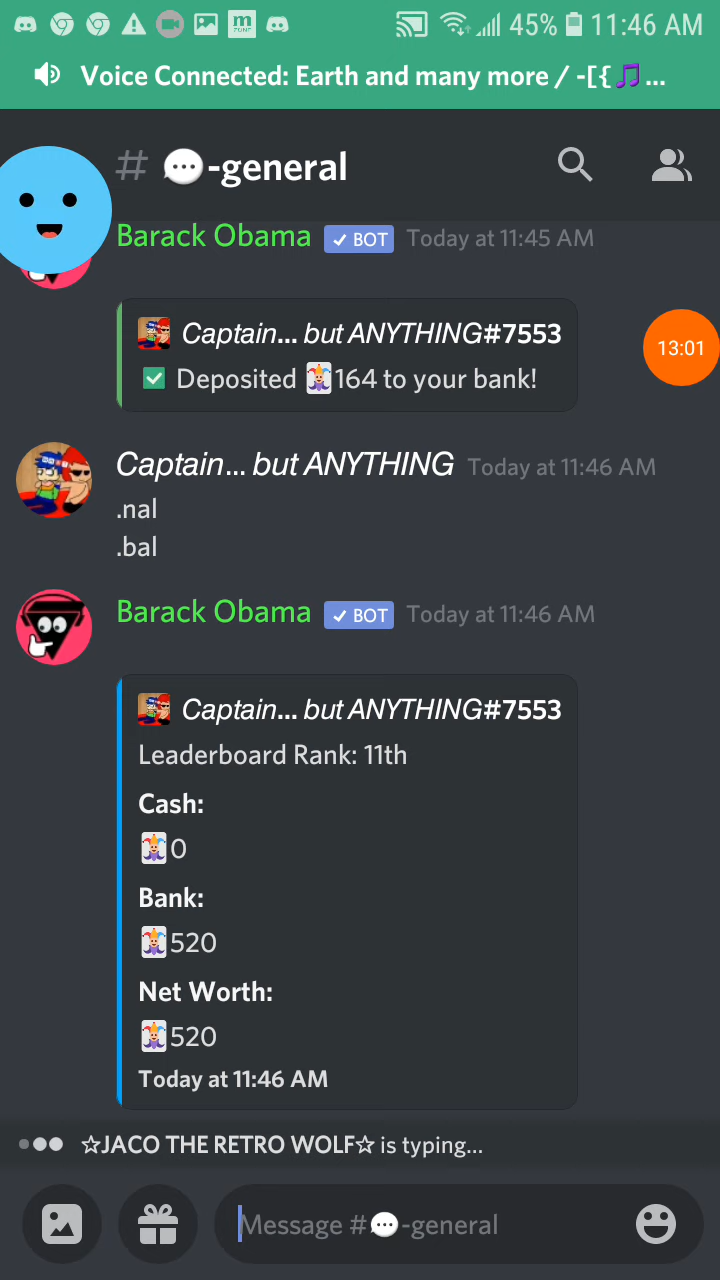 45% 11:46 AM
Voice Connected: Earth and many more / -[{🎵...
# 💬-general
Barack Obama ✓ BOT Today at 11:45 AM
Captain... but ANYTHING#7553
13:01
✅ Deposited 🃏164 to your bank!
Captain... but ANYTHING Today at 11:46 AM
.nal
.bal
Barack Obama ✓ BOT Today at 11:46 AM
Captain... but ANYTHING#7553
Leaderboard Rank: 11th
Cash:
🃏0
Bank:
🃏520
Net Worth:
🃏520
Today at 11:46 AM
☆JACO THE RETRO WOLF☆ is typing...
Message #💬-general